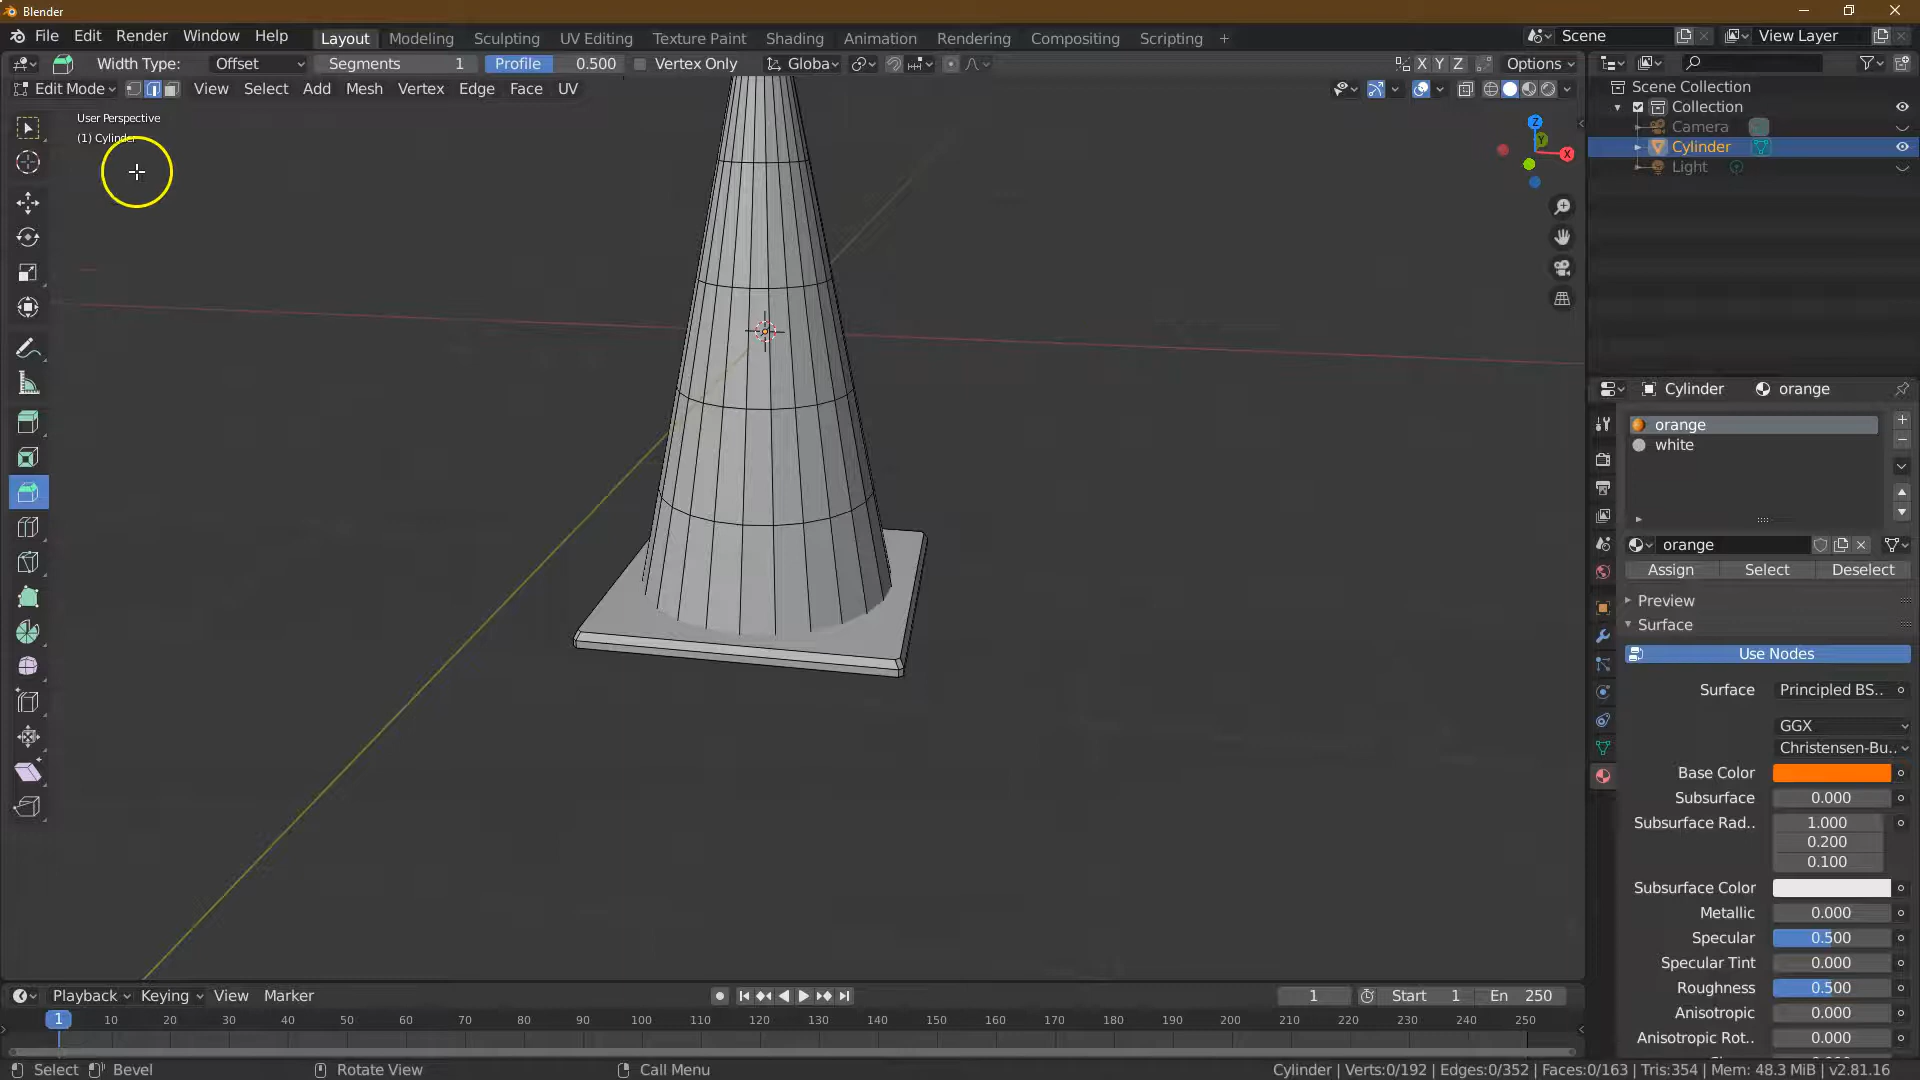 Blender
File Edit Render Window Help
Layout Modeling Sculpting UV Editing Texture Paint Shading Animation Rendering Compositing Scripting +
Scene
View Layer
Width Type: Offset Segments 1 Profile 0.500 Vertex Only Globa X Y Z Options
Edit Mode View Select Add Mesh Vertex Edge Face UV
User Perspective
(1) Cylinder
Z
Y
X
Scene Collection
Collection
Camera
Cylinder
Light
Cylinder orange
orange
white
orange
Assign Select Deselect
Preview
Surface
Use Nodes
Surface Principled BS..
GGX
Christensen-Bu..
Base Color
Subsurface 0.000
Subsurface Rad.. 1.000
0.200
0.100
Subsurface Color
Metallic 0.000
Specular 0.500
Specular Tint 0.000
Roughness 0.500
Anisotropic 0.000
Anisotropic Rot.. 0.000
Playback Keying View Marker
1 Start 1 En 250
1 10 20 30 40 50 60 70 80 90 100 110 120 130 140 150 160 170 180 190 200 210 220 230 240 250
Select Bevel Rotate View Call Menu
Cylinder | Verts:0/192 | Edges:0/352 | Faces:0/163 | Tris:354 | Mem: 48.3 MiB | v2.81.16